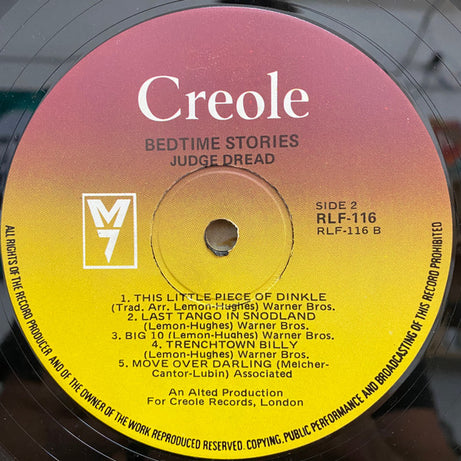 Creole
BEDTIME STORIES
JUDGE DREAD
M
7
SIDE 2
RLF-116
RLF-116 B
1. THIS LITTLE PIECE OF DINKLE
(Trad. Arr. Lemon-Hughes) Warner Bros.
2. LAST TANGO IN SNODLAND
(Lemon-Hughes) Warner Bros.
3. BIG 10 (Lemon-Hughes) Warner Bros.
4. TRENCHTOWN BILLY
(Lemon-Hughes) Warner Bros.
5. MOVE OVER DARLING (Melcher-
Cantor-Lubin) Associated
An Alted Production
For Creole Records, London
ALL RIGHTS OF THE RECORD PRODUCER AND OF THE OWNER OF THE WORK REPRODUCED RESERVED. COPYING, PUBLIC PERFORMANCE AND BROADCASTING OF THIS RECORD PROHIBITED